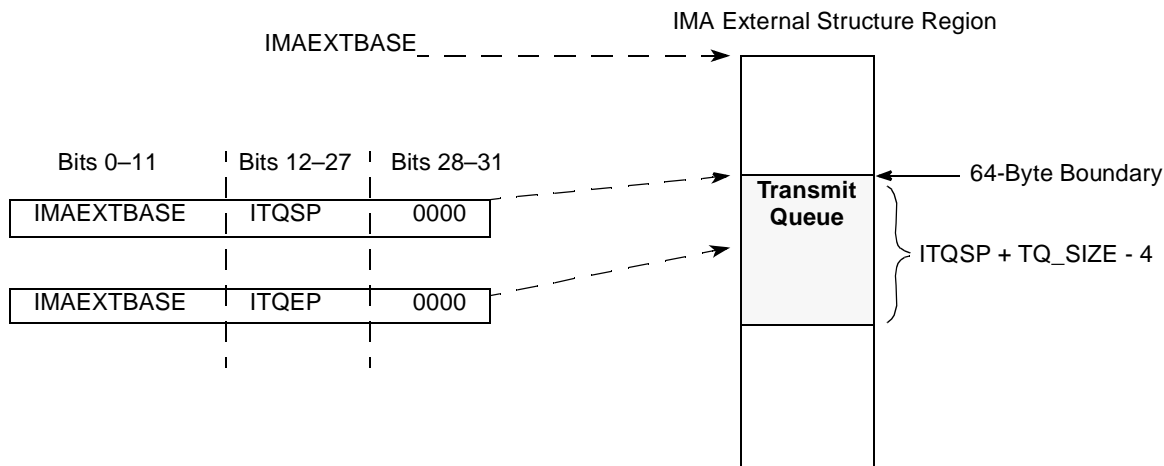 IMA External Structure Region
IMAEXTBASE
Bits 0–11 Bits 12–27 Bits 28–31
64-Byte Boundary
IMAEXTBASE ITQSP 0000
Transmit
Queue
ITQSP + TQ_SIZE - 4
IMAEXTBASE ITQEP 0000